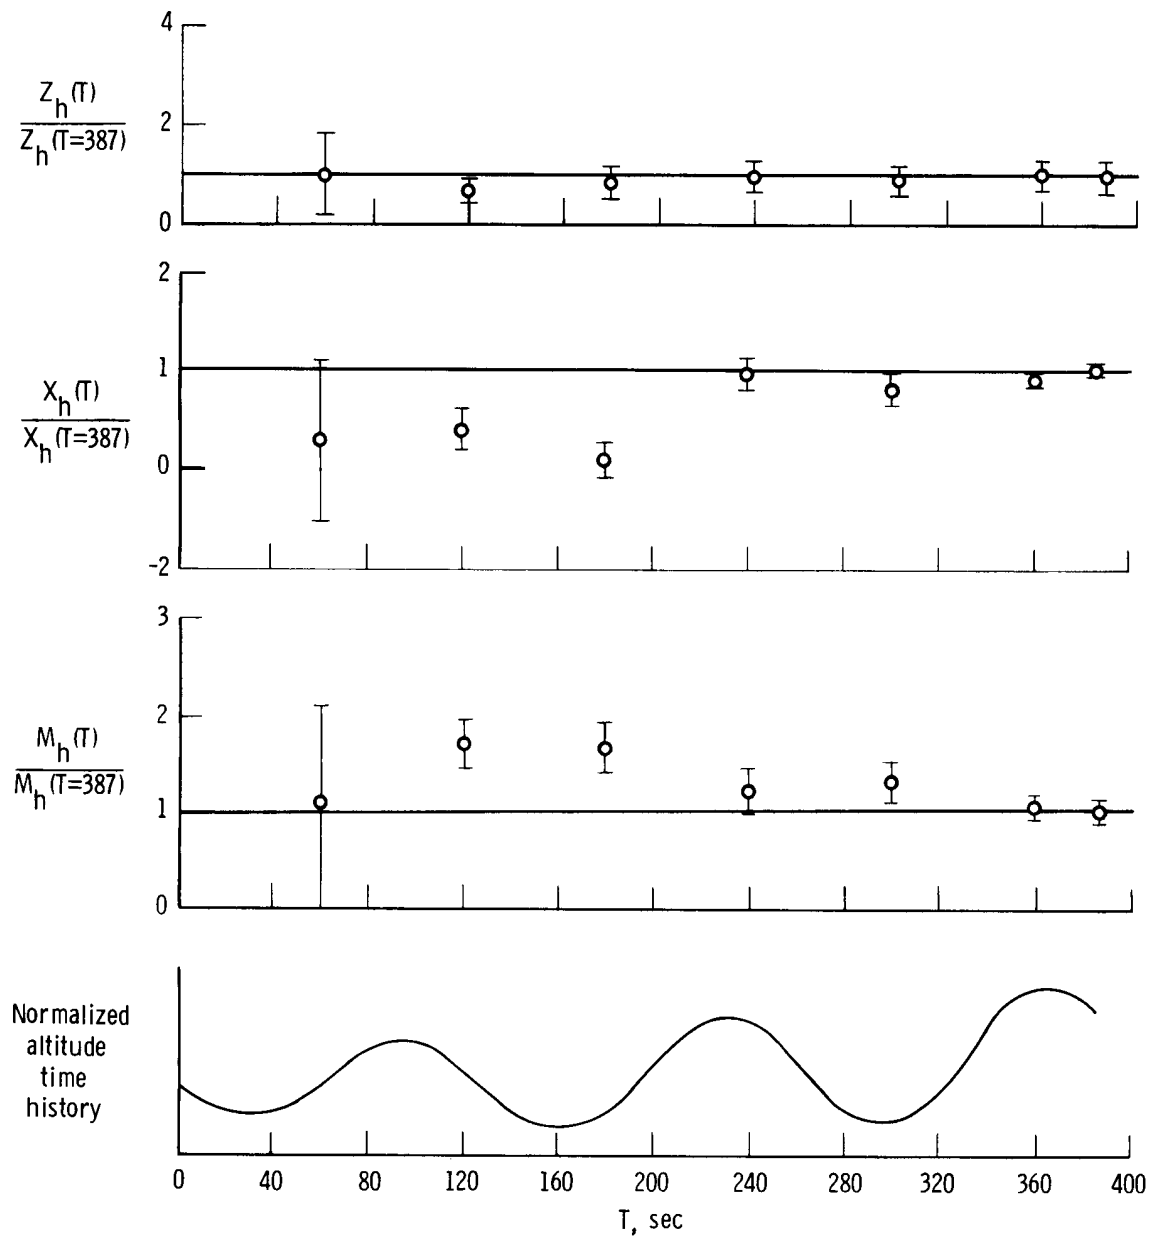 4
Z_h(T)
Z_h(T=387)
2
0
2
1
X_h(T)
X_h(T=387)
0
-2
3
2
M_h(T)
M_h(T=387)
1
0
Normalized
altitude
time
history
0 40 80 120 160 200 240 280 320 360 400
T, sec